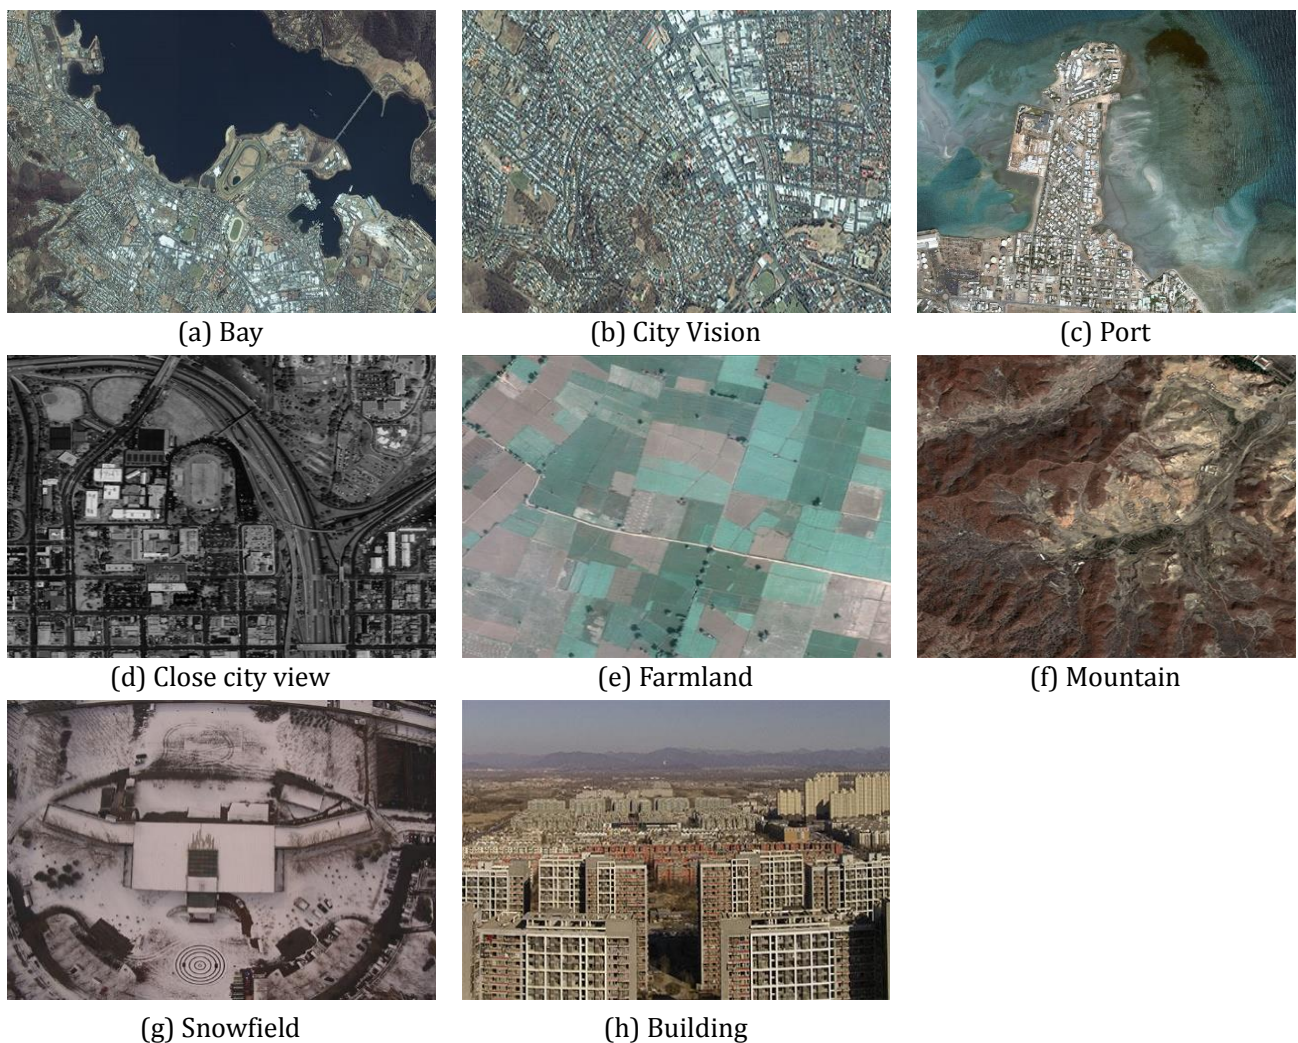 (a) Bay
(b) City Vision
(c) Port
(d) Close city view
(e) Farmland
(f) Mountain
(g) Snowfield
(h) Building